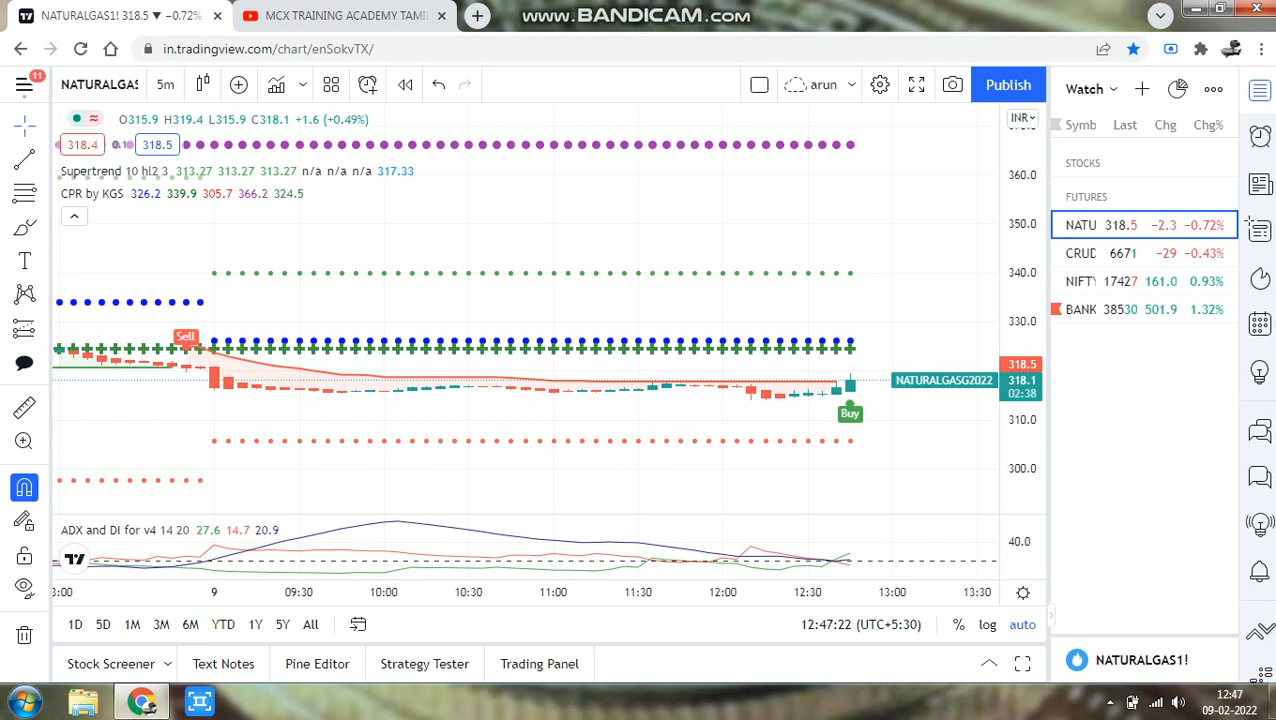 NATURALGAS1! 318.5 ▼ −0.72%
MCX TRAINING ACADEMY TAMIL
www.BANDICAM.com
in.tradingview.com/chart/enSokvTX/
11
NATURALGAS
5m
arun
Publish
O315.9 H319.4 L315.9 C318.1 +1.6 (+0.49%)
318.4 0.1 318.5
Supertrend 10 hl2 3 313.27 313.27 313.27 n/a n/a n/a 317.33
CPR by KGS 326.2 339.9 305.7 366.2 324.5
INR
360.0
350.0
340.0
330.0
318.5
318.1
02:38
310.0
300.0
NATURALGASG2022
Sell
Buy
ADX and DI for v4 14 20 27.6 14.7 20.9
40.0
3:00 9 09:30 10:00 10:30 11:00 11:30 12:00 12:30 13:00 13:30
1D 5D 1M 3M 6M YTD 1Y 5Y All
12:47:22 (UTC+5:30) % log auto
Stock Screener Text Notes Pine Editor Strategy Tester Trading Panel
Watch
Symb Last Chg Chg%
STOCKS
FUTURES
NATU 318.5 −2.3 −0.72%
CRUD 6671 −29 −0.43%
NIFTY 17427 161.0 0.93%
BANK 38530 501.9 1.32%
NATURALGAS1!
12:47
09-02-2022